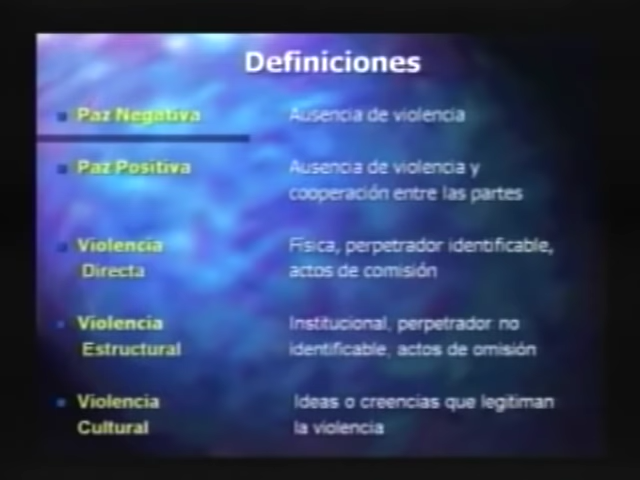 Definiciones
Paz Negativa Ausencia de violencia
Paz Positiva Ausencia de violencia y
cooperación entre las partes
Violencia Física, perpetrador identificable,
Directa actos de comisión
Violencia Institucional, perpetrador no
Estructural identificable, actos de omisión
Violencia Ideas o creencias que legitiman
Cultural la violencia